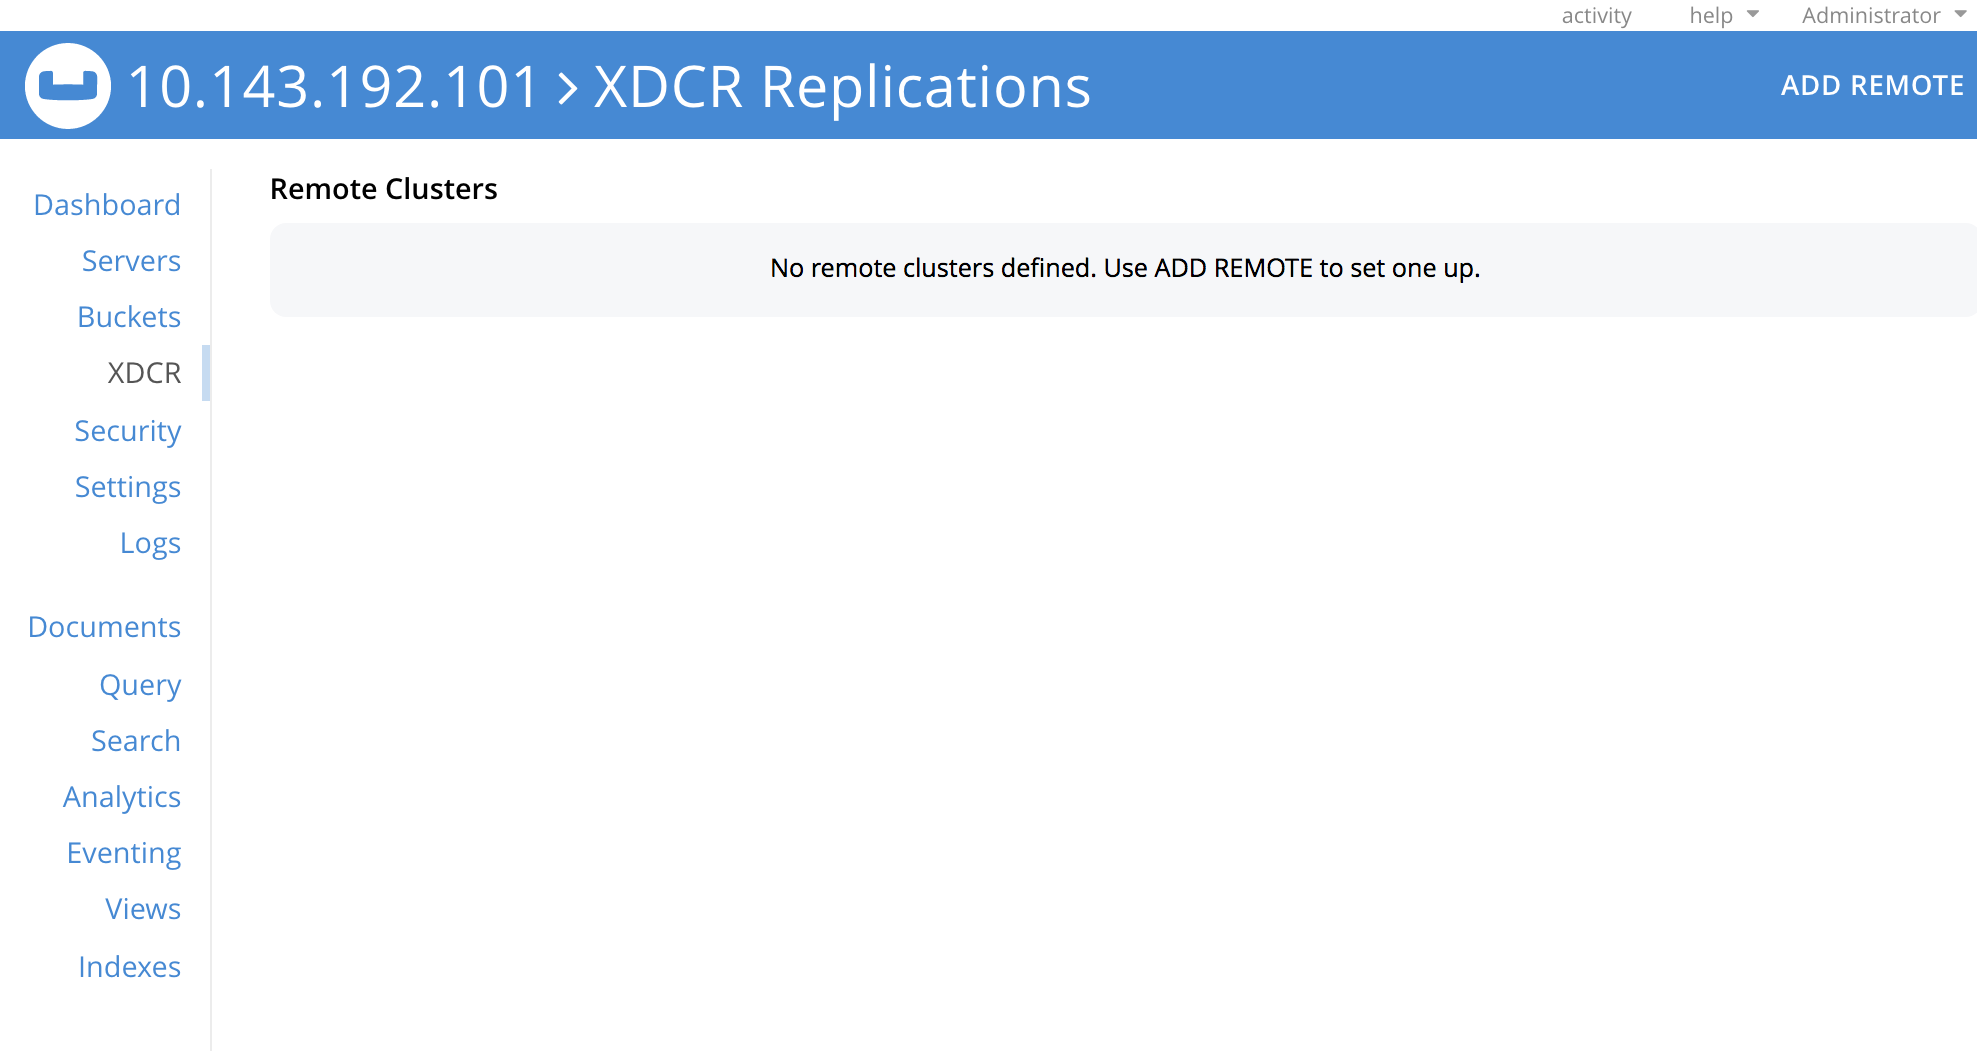 activity help Administrator
10.143.192.101 > XDCR Replications ADD REMOTE
Remote Clusters
No remote clusters defined. Use ADD REMOTE to set one up.
Dashboard
Servers
Buckets
XDCR
Security
Settings
Logs
Documents
Query
Search
Analytics
Eventing
Views
Indexes